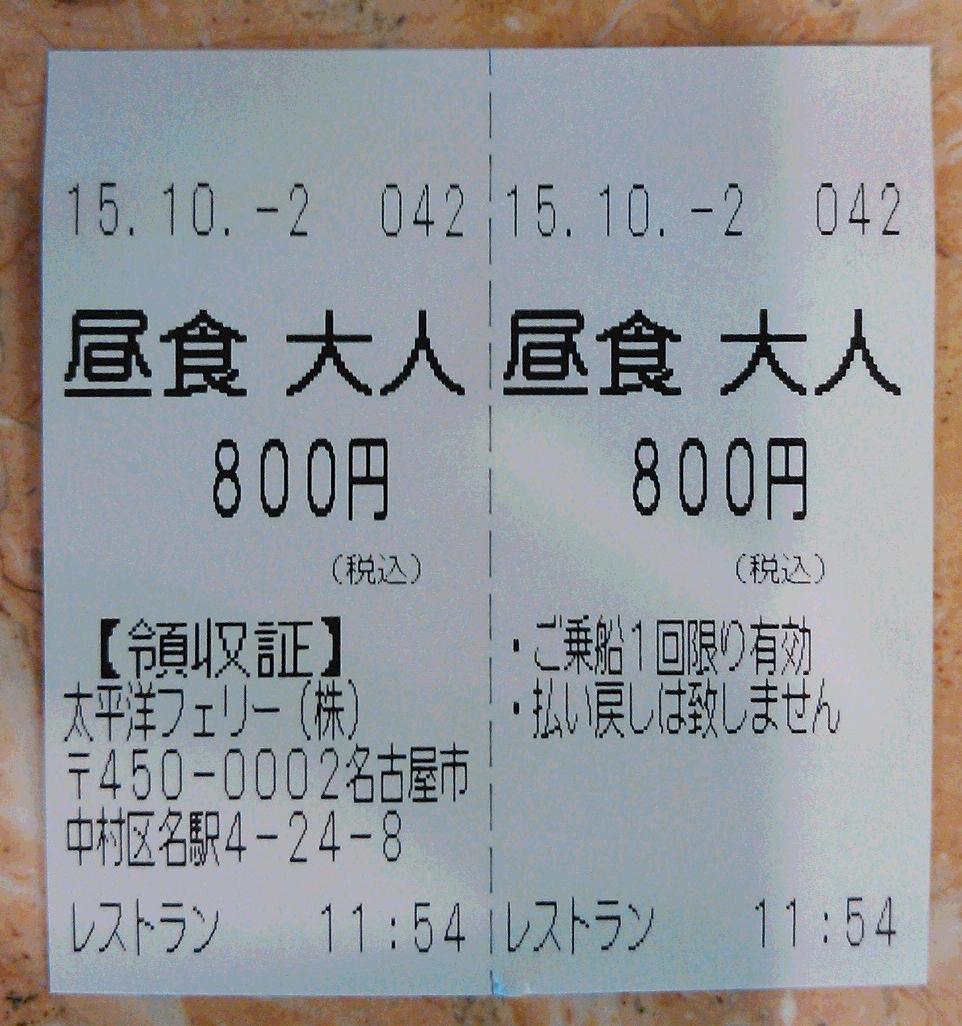 15.10.-2 042
昼食 大人
800円
(税込)
【領収証】
太平洋フェリー(株)
〒450-0002名古屋市
中村区名駅4-24-8
レストラン 11:54
15.10.-2 042
昼食 大人
800円
(税込)
・ご乗船1回限り有効
・払い戻しは致しません
レストラン 11:54